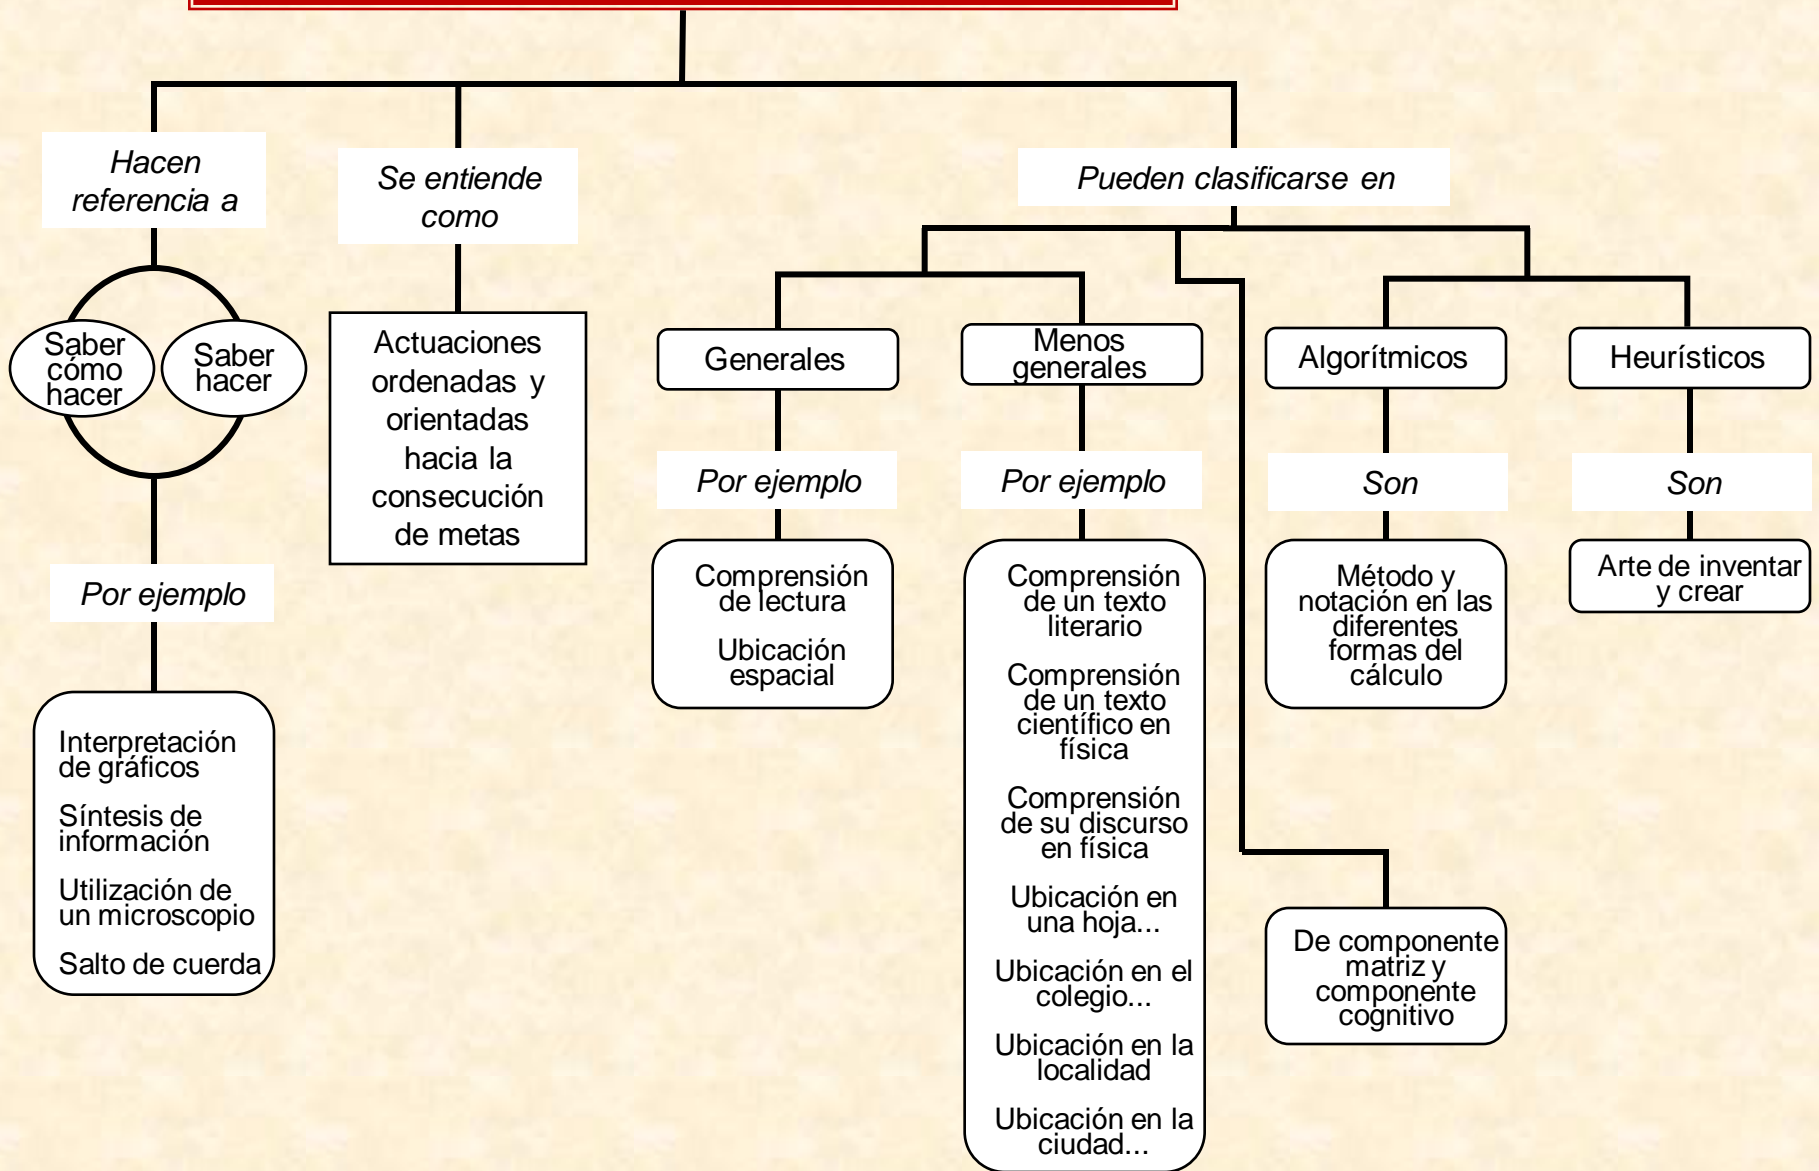 Hacen
referencia a
Se entiende
como
Pueden clasificarse en
Saber
cómo
hacer
Saber
hacer
Actuaciones
ordenadas y
orientadas
hacia la
consecución
de metas
Generales
Menos
generales
Algorítmicos
Heurísticos
Por ejemplo
Por ejemplo
Son
Son
Por ejemplo
Comprensión
de lectura
Ubicación
espacial
Comprensión
de un texto
literario
Comprensión
de un texto
científico en
física
Comprensión
de su discurso
en física
Ubicación en
una hoja...
Ubicación en el
colegio...
Ubicación en la
localidad
Ubicación en la
ciudad...
Método y
notación en las
diferentes
formas del
cálculo
Arte de inventar
y crear
Interpretación
de gráficos
Síntesis de
información
Utilización de
un microscopio
Salto de cuerda
De componente
matriz y
componente
cognitivo